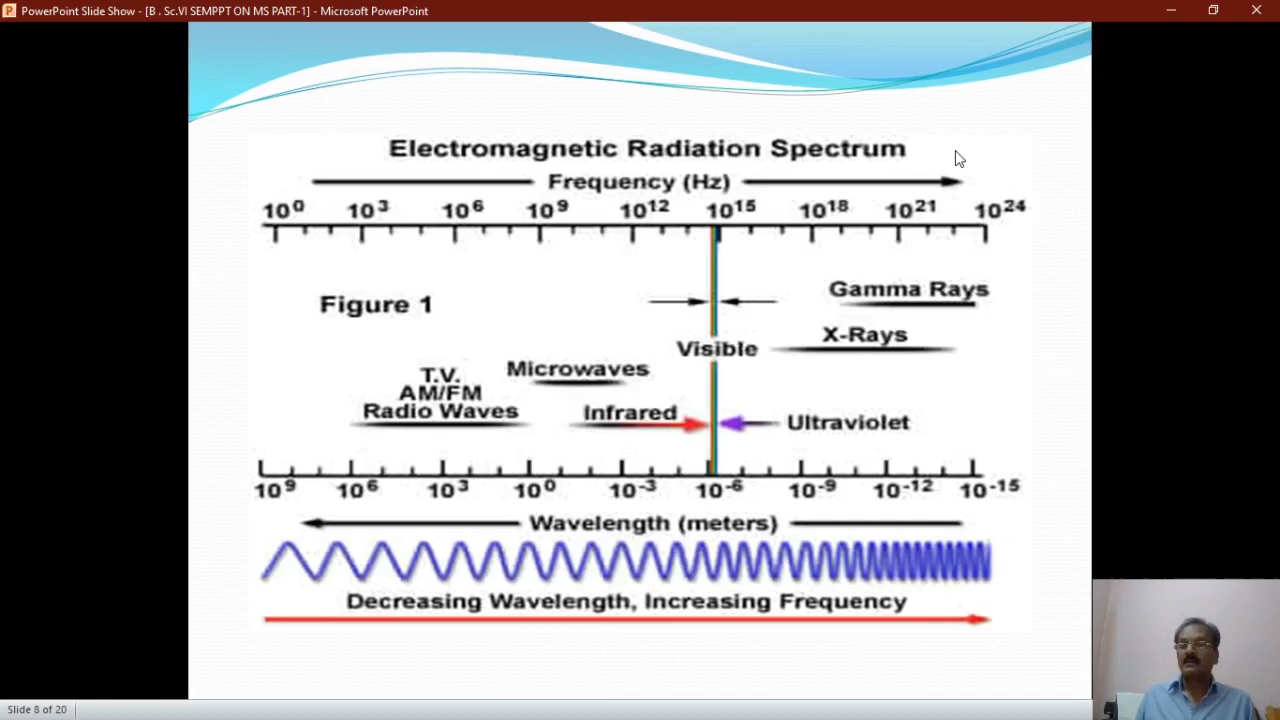 PowerPoint Slide Show - [B . Sc.VI SEMPPT ON MS PART-1] - Microsoft PowerPoint
Electromagnetic Radiation Spectrum
Frequency (Hz)
10⁰ 10³ 10⁶ 10⁹ 10¹² 10¹⁵ 10¹⁸ 10²¹ 10²⁴
Gamma Rays
Figure 1
X-Rays
Visible
Microwaves
T.V.
AM/FM
Radio Waves
Infrared
Ultraviolet
10⁹ 10⁶ 10³ 10⁰ 10⁻³ 10⁻⁶ 10⁻⁹ 10⁻¹² 10⁻¹⁵
Wavelength (meters)
Decreasing Wavelength, Increasing Frequency
Slide 8 of 20